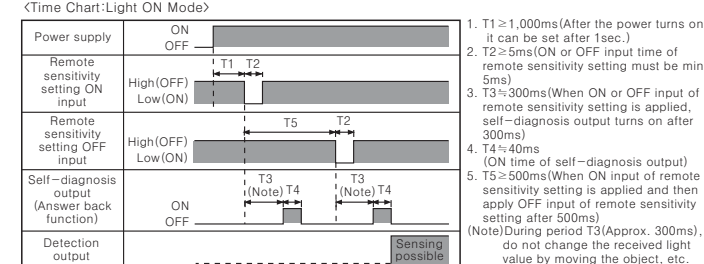 <Time Chart:Light ON Mode>
Power supply
ON
OFF
Remote
sensitivity
setting ON
input
T1
T2
High(OFF)
Low(ON)
Remote
sensitivity
setting OFF
input
T5
T2
High(OFF)
Low(ON)
Self-diagnosis
output
(Answer back
function)
T3
(Note)
T4
T3
(Note)
T4
ON
OFF
Detection
output
Sensing
possible
1. T1≥1,000ms(After the power turns on
it can be set after 1sec.)
2. T2≥5ms(ON or OFF input time of
remote sensitivity setting must be min
5ms)
3. T3≒300ms(When ON or OFF input of
remote sensitivity setting is applied,
self-diagnosis output turns on after
300ms)
4. T4≒40ms
(ON time of self-diagnosis output)
5. T5≥500ms(When ON input of remote
sensitivity setting is applied and then
apply OFF input of remote sensitivity
setting after 500ms)
(Note)During period T3(Approx. 300ms),
do not change the received light
value by moving the object, etc.